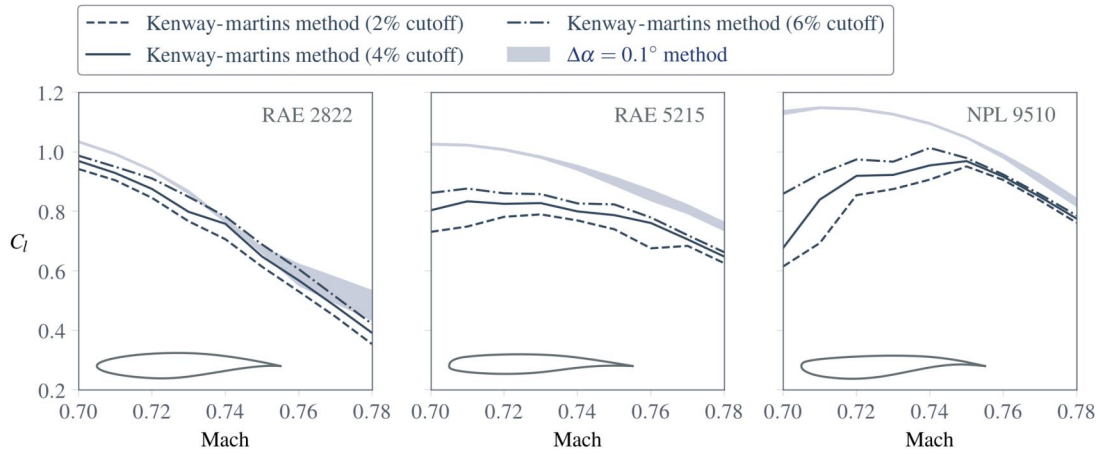 Kenway-martins method (2% cutoff)
Kenway-martins method (6% cutoff)
Kenway-martins method (4% cutoff)
Δα = 0.1° method
RAE 2822
RAE 5215
NPL 9510
1.2
1.0
0.8
0.6
0.4
0.2
C_l
0.70 0.72 0.74 0.76 0.78
0.70 0.72 0.74 0.76 0.78
0.70 0.72 0.74 0.76 0.78
Mach
Mach
Mach